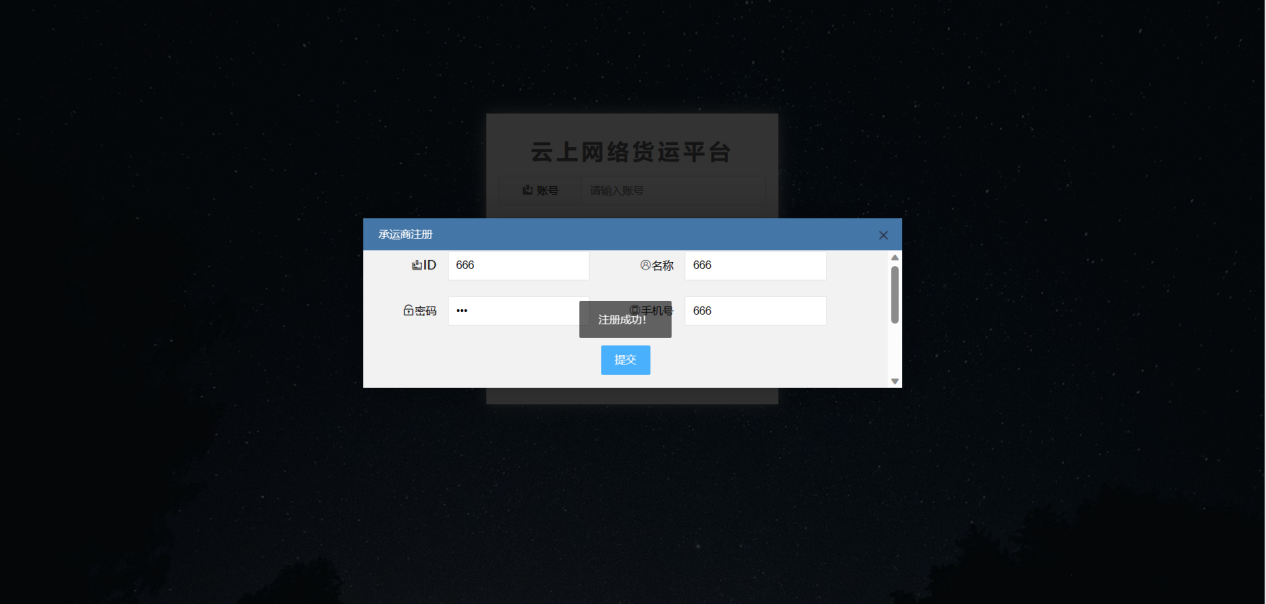 云上网络货运平台
账号 请输入账号
承运商注册
ID 666 名称 666
密码 ••• 手机号 666
注册成功!
提交